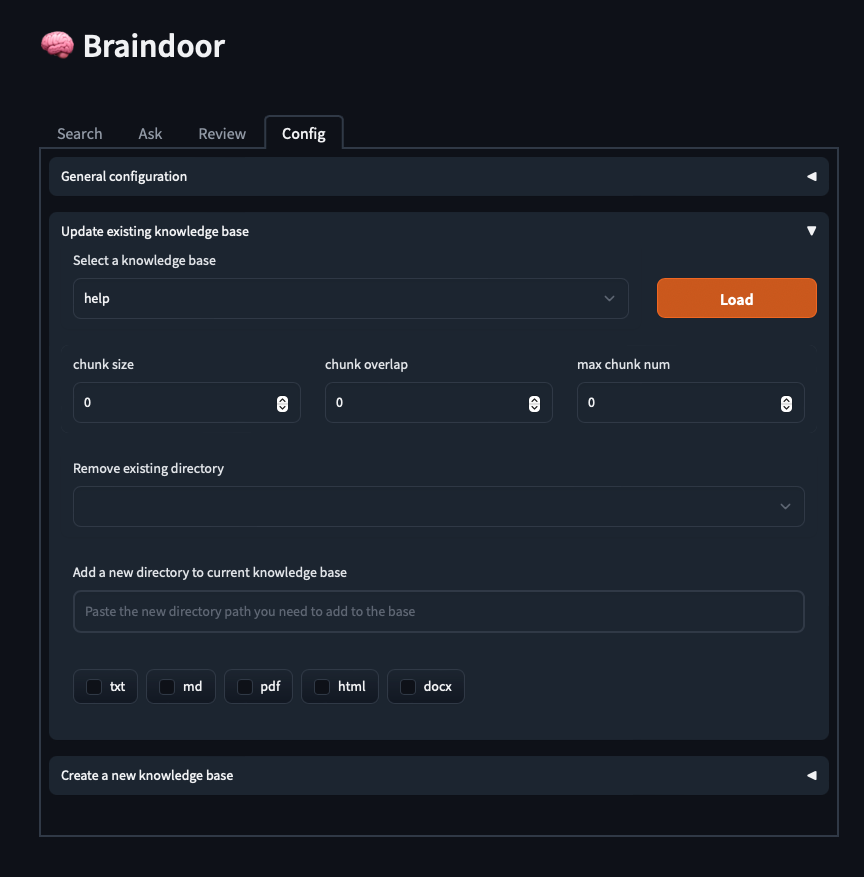 🧠 Braindoor
Search Ask Review Config
General configuration ◀
Update existing knowledge base ▼
Select a knowledge base
help
Load
chunk size chunk overlap max chunk num
0 0 0
Remove existing directory
Add a new directory to current knowledge base
Paste the new directory path you need to add to the base
txt md pdf html docx
Create a new knowledge base ◀